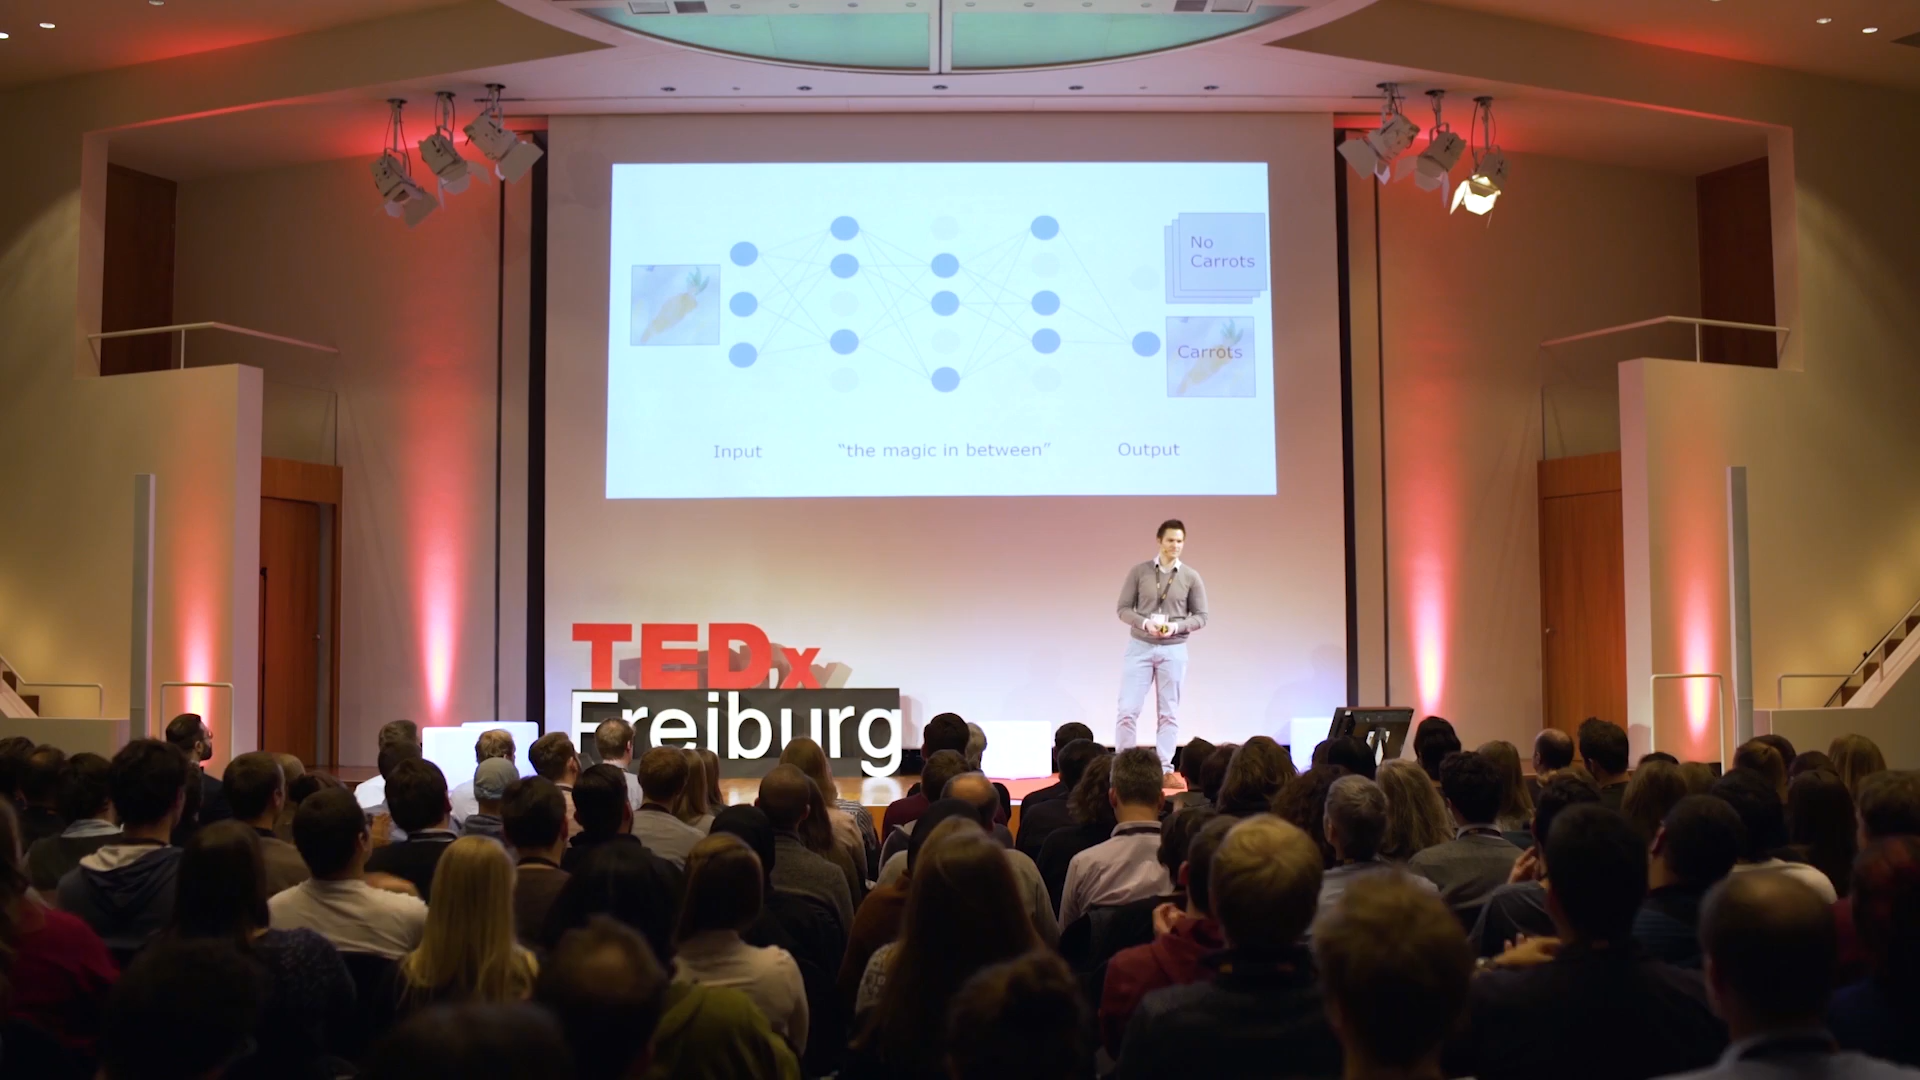 No
Carrots
Carrots
Input
“the magic in between”
Output
TEDx
Freiburg